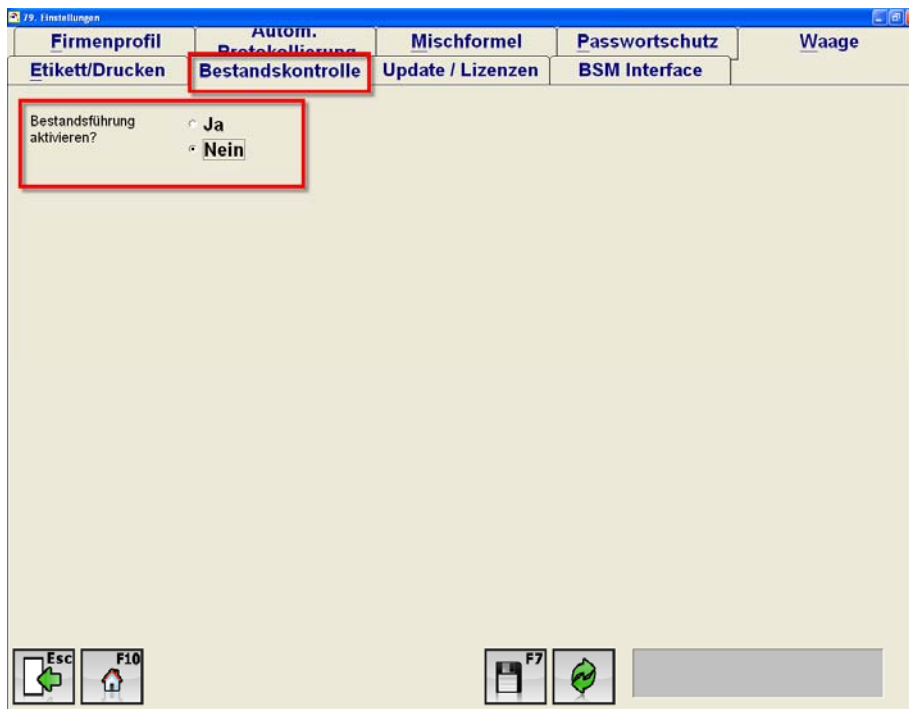 79. Einstellungen
Firmenprofil
Autom.
Protokollierung
Mischformel
Passwortschutz
Waage
Etikett/Drucken
Bestandskontrolle
Update / Lizenzen
BSM Interface
Bestandsführung
aktivieren?
Ja
Nein
Esc
F10
F7